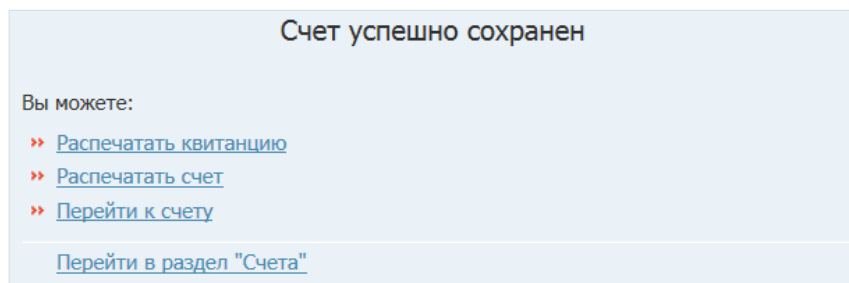 Счет успешно сохранен
Вы можете:
Распечатать квитанцию
Распечатать счет
Перейти к счету
Перейти в раздел "Счета"